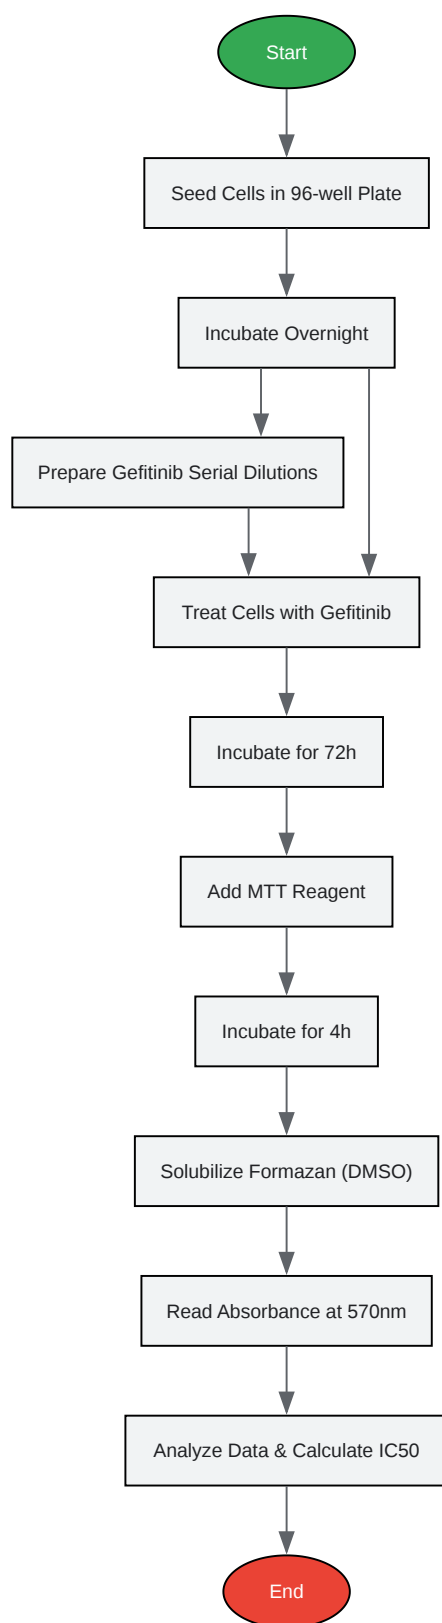 Start
Seed Cells in 96-well Plate
Incubate Overnight
Prepare Gefitinib Serial Dilutions
Treat Cells with Gefitinib
Incubate for 72h
Add MTT Reagent
Incubate for 4h
Solubilize Formazan (DMSO)
Read Absorbance at 570nm
Analyze Data & Calculate IC50
End